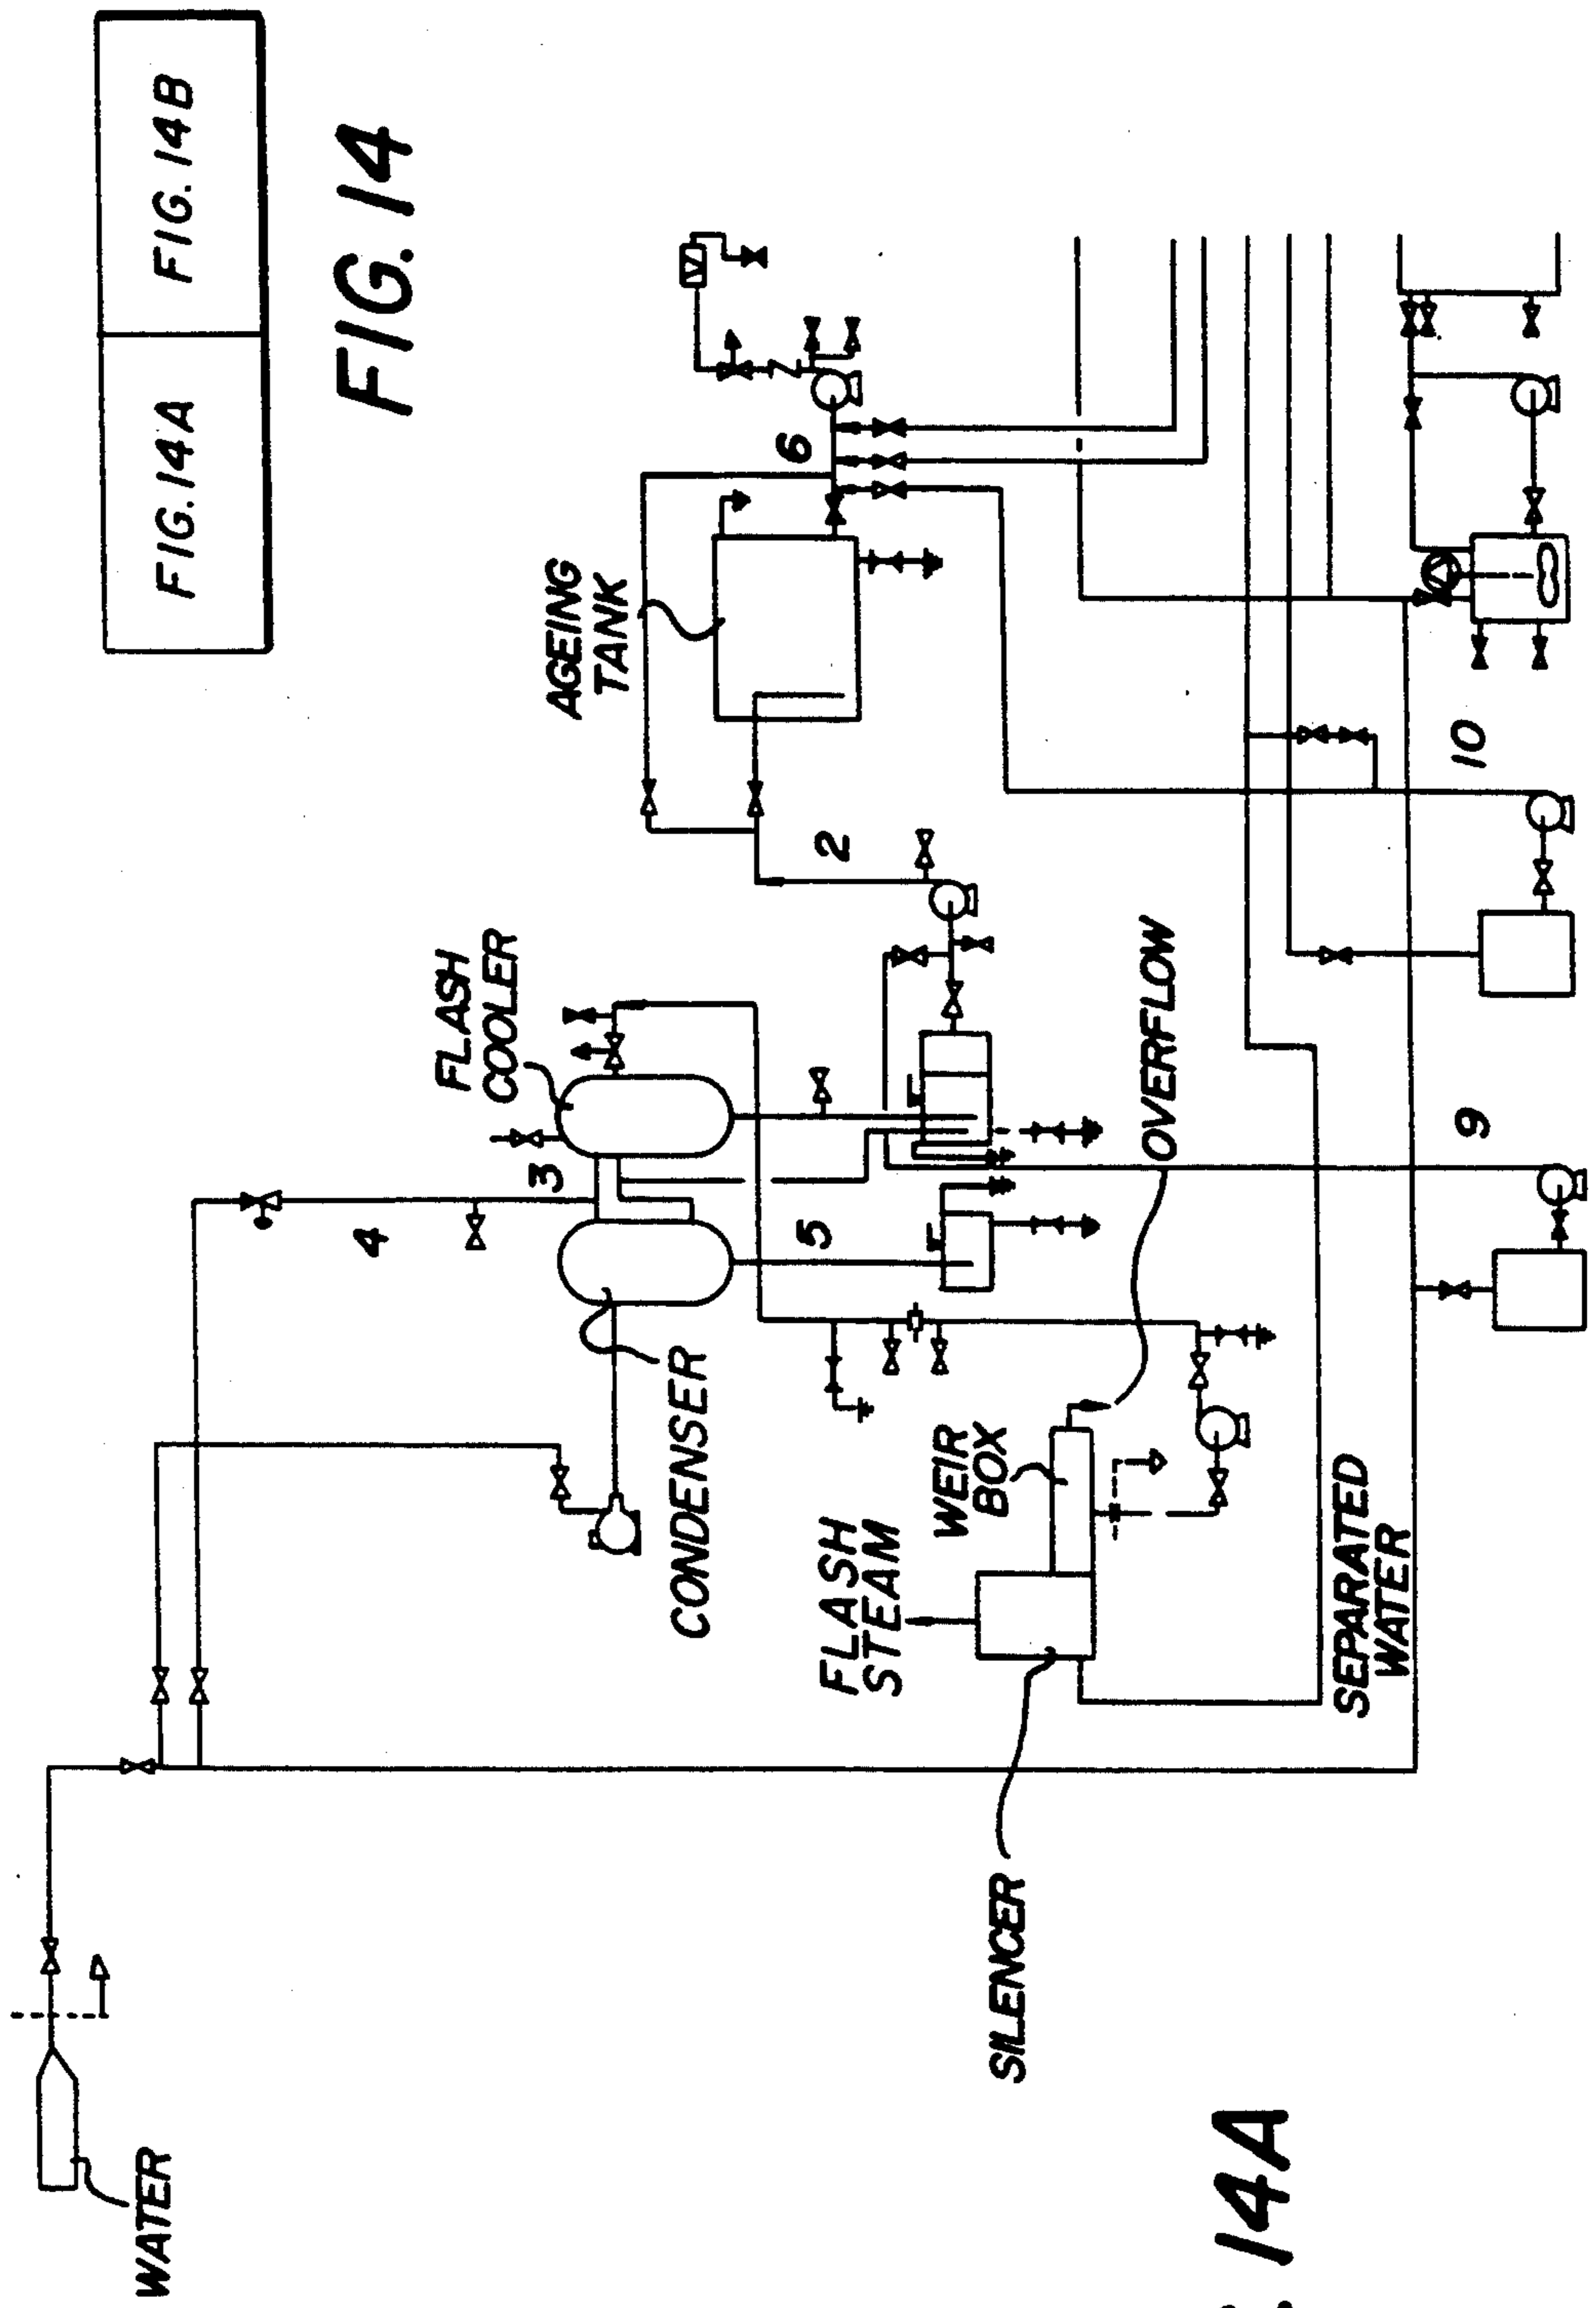 FIG. 14A
FIG. 14B
FIG. 14
WATER
4
3
FLASH
COOLER
CONDENSER
5
2
AGEING
TANK
6
FLASH
STEAM
WEIR
BOX
OVERFLOW
SILENCER
SEPARATED
WATER
9
10
. 14A